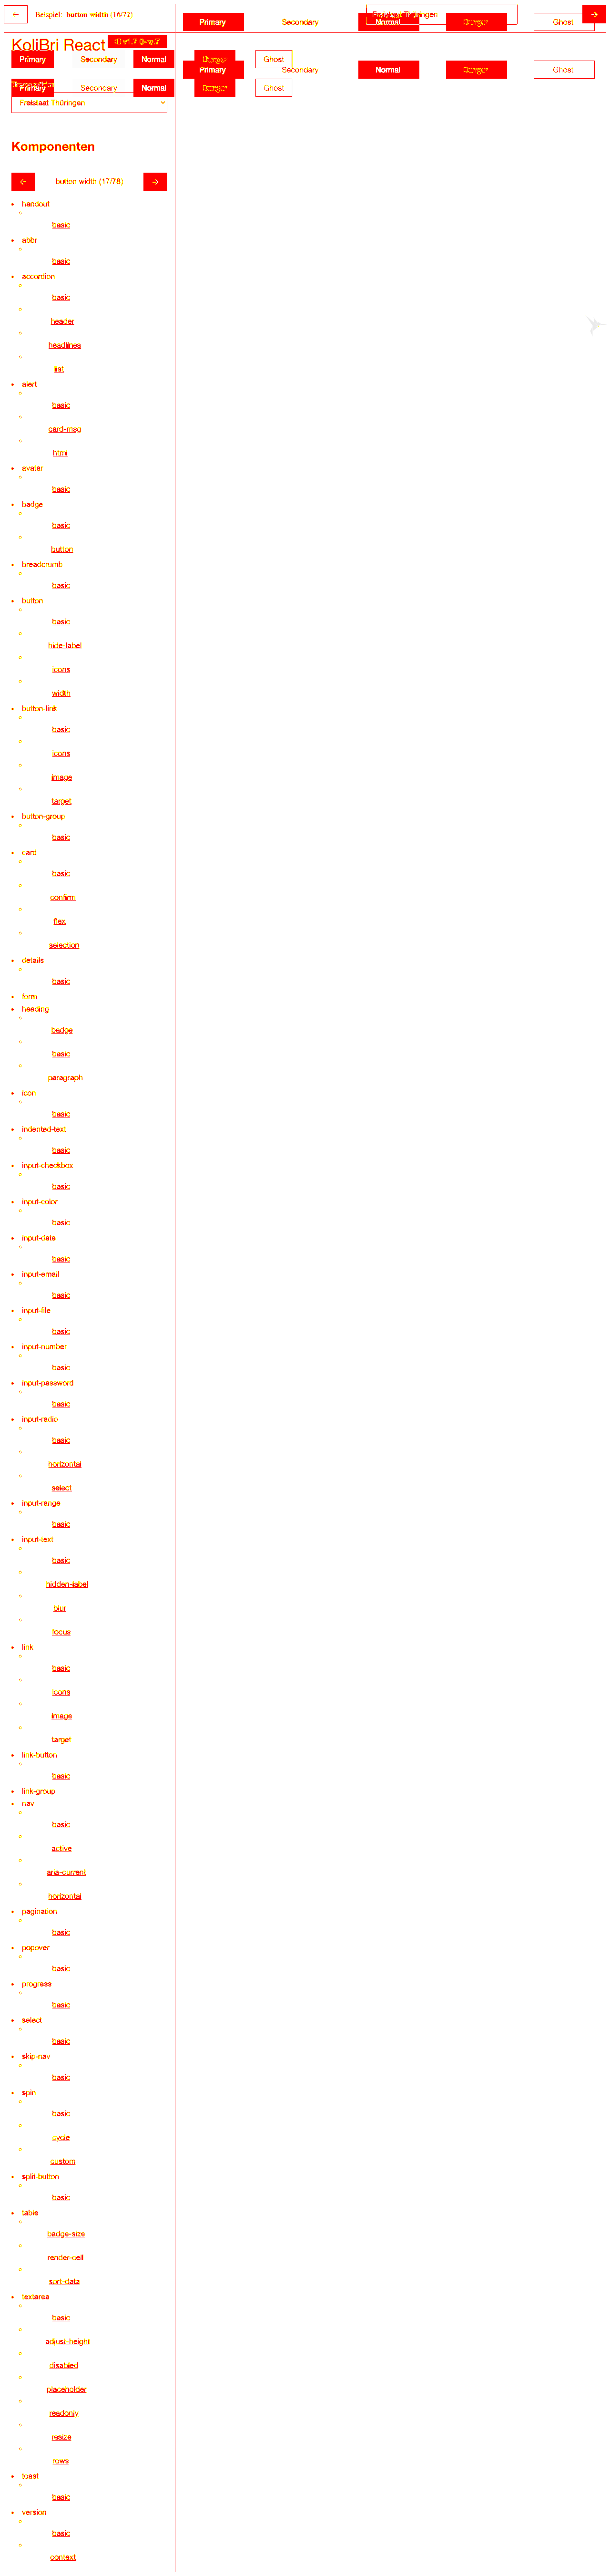 ← Beispiel: button width (16/72) Freistaat Thüringen →
Primary Secondary Normal Danger Ghost
KoliBri React v1.7.0-rc.7
Primary Secondary Normal Danger Ghost
Primary Secondary Normal Danger Ghost
Primary Secondary Normal Danger Ghost
Freistaat Thüringen
Komponenten
← button width (17/78) →
handout
basic
abbr
basic
accordion
basic
header
headlines
list
alert
basic
card-msg
html
avatar
basic
badge
basic
button
breadcrumb
basic
button
basic
hide-label
icons
width
button-link
basic
icons
image
target
button-group
basic
card
basic
confirm
flex
selection
details
basic
form
heading
badge
basic
paragraph
icon
basic
indented-text
basic
input-checkbox
basic
input-color
basic
input-date
basic
input-email
basic
input-file
basic
input-number
basic
input-password
basic
input-radio
basic
horizontal
select
input-range
basic
input-text
basic
hidden-label
blur
focus
link
basic
icons
image
target
link-button
basic
link-group
nav
basic
active
aria-current
horizontal
pagination
basic
popover
basic
progress
basic
select
basic
skip-nav
basic
spin
basic
cycle
custom
split-button
basic
table
badge-size
render-cell
sort-data
textarea
basic
adjust-height
disabled
placeholder
readonly
resize
rows
toast
basic
version
basic
context